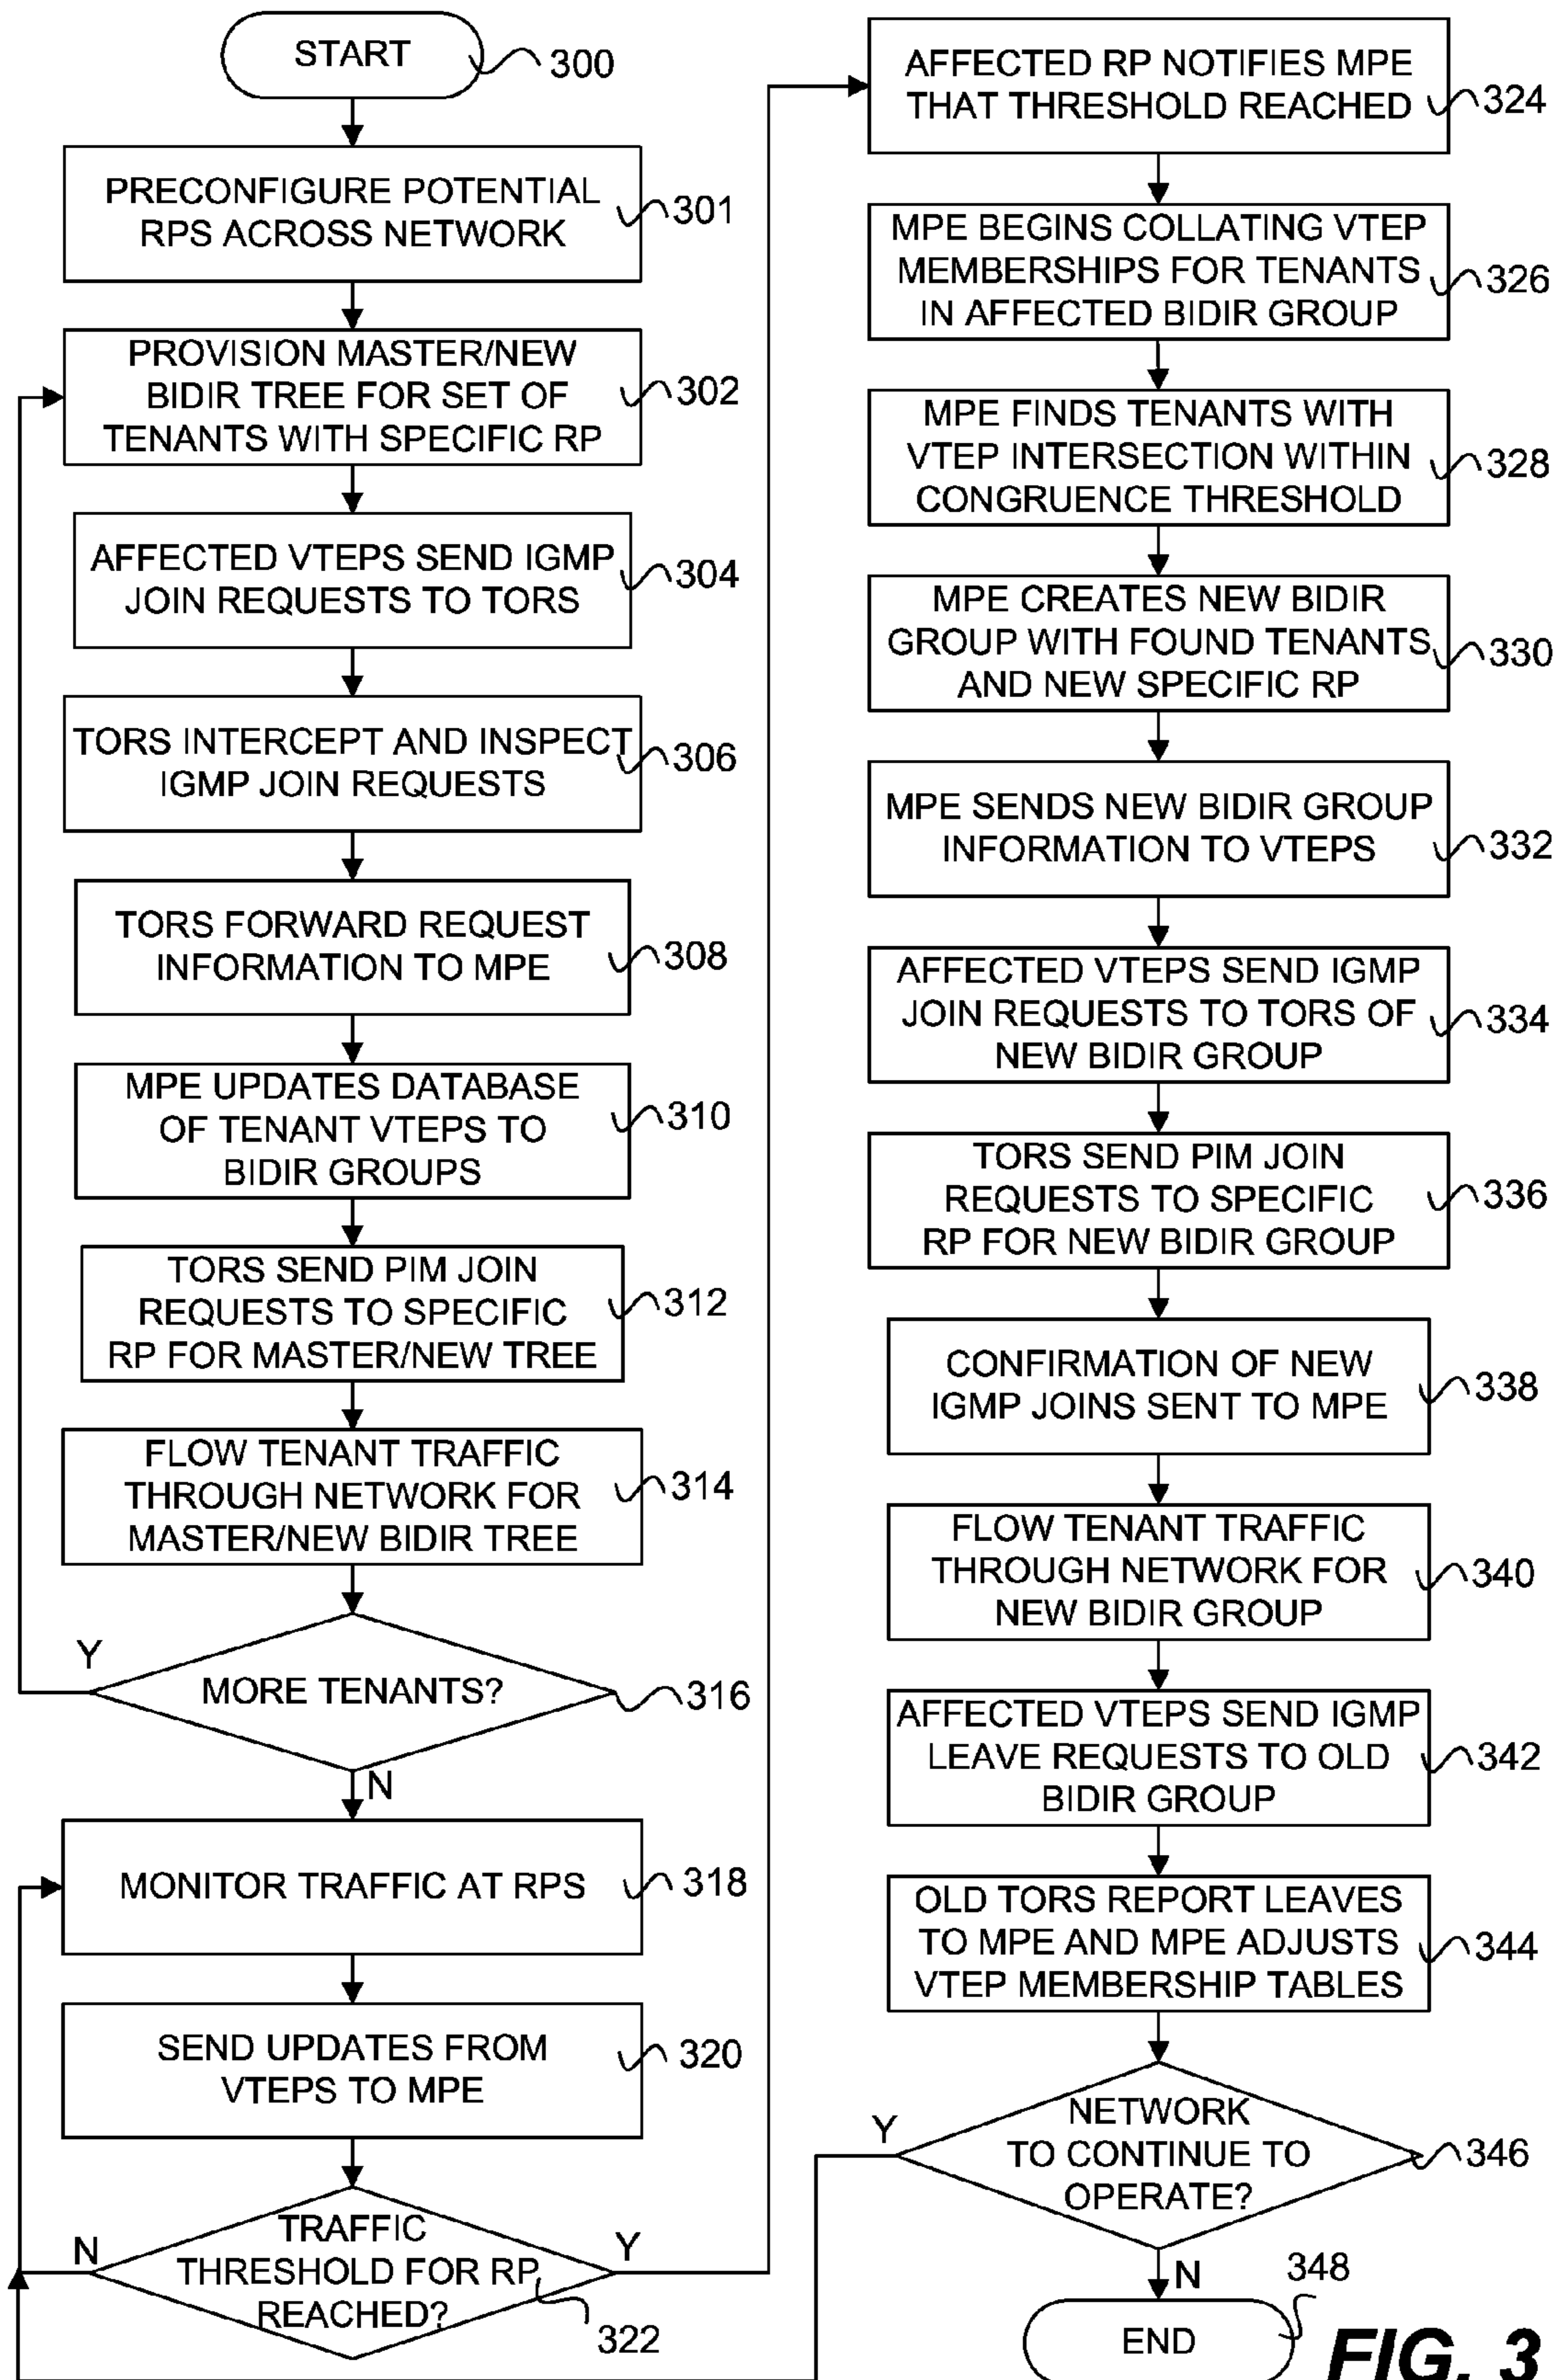 START
300
PRECONFIGURE POTENTIAL
RPS ACROSS NETWORK
301
PROVISION MASTER/NEW
BIDIR TREE FOR SET OF
TENANTS WITH SPECIFIC RP
302
AFFECTED VTEPS SEND IGMP
JOIN REQUESTS TO TORS
304
TORS INTERCEPT AND INSPECT
IGMP JOIN REQUESTS
306
TORS FORWARD REQUEST
INFORMATION TO MPE
308
MPE UPDATES DATABASE
OF TENANT VTEPS TO
BIDIR GROUPS
310
TORS SEND PIM JOIN
REQUESTS TO SPECIFIC
RP FOR MASTER/NEW TREE
312
FLOW TENANT TRAFFIC
THROUGH NETWORK FOR
MASTER/NEW BIDIR TREE
314
Y
MORE TENANTS?
316
N
MONITOR TRAFFIC AT RPS
318
SEND UPDATES FROM
VTEPS TO MPE
320
N
TRAFFIC
THRESHOLD FOR RP
REACHED?
Y
322
AFFECTED RP NOTIFIES MPE
THAT THRESHOLD REACHED
324
MPE BEGINS COLLATING VTEP
MEMBERSHIPS FOR TENANTS
IN AFFECTED BIDIR GROUP
326
MPE FINDS TENANTS WITH
VTEP INTERSECTION WITHIN
CONGRUENCE THRESHOLD
328
MPE CREATES NEW BIDIR
GROUP WITH FOUND TENANTS
AND NEW SPECIFIC RP
330
MPE SENDS NEW BIDIR GROUP
INFORMATION TO VTEPS
332
AFFECTED VTEPS SEND IGMP
JOIN REQUESTS TO TORS OF
NEW BIDIR GROUP
334
TORS SEND PIM JOIN
REQUESTS TO SPECIFIC
RP FOR NEW BIDIR GROUP
336
CONFIRMATION OF NEW
IGMP JOINS SENT TO MPE
338
FLOW TENANT TRAFFIC
THROUGH NETWORK FOR
NEW BIDIR GROUP
340
AFFECTED VTEPS SEND IGMP
LEAVE REQUESTS TO OLD
BIDIR GROUP
342
OLD TORS REPORT LEAVES
TO MPE AND MPE ADJUSTS
VTEP MEMBERSHIP TABLES
344
Y
NETWORK
TO CONTINUE TO
OPERATE?
346
N
348
END
FIG. 3